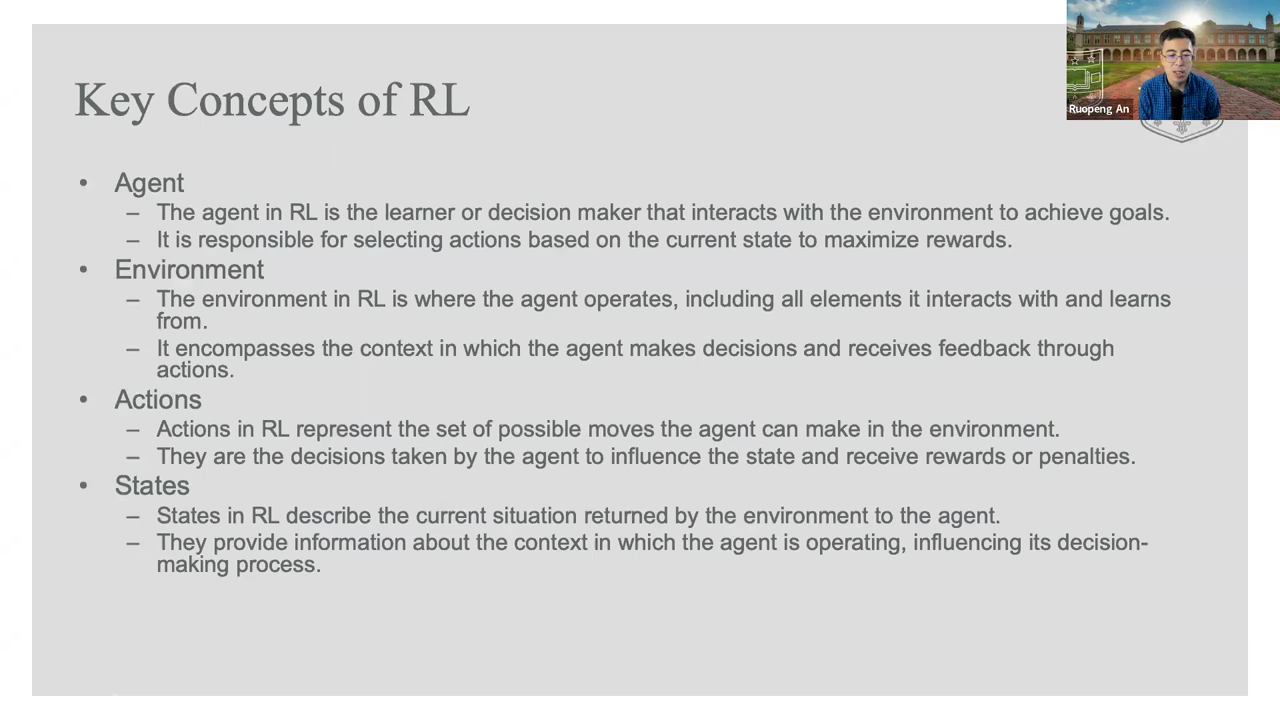 Ruopeng An
Key Concepts of RL
• Agent
– The agent in RL is the learner or decision maker that interacts with the environment to achieve goals.
– It is responsible for selecting actions based on the current state to maximize rewards.
• Environment
– The environment in RL is where the agent operates, including all elements it interacts with and learns
from.
– It encompasses the context in which the agent makes decisions and receives feedback through
actions.
• Actions
– Actions in RL represent the set of possible moves the agent can make in the environment.
– They are the decisions taken by the agent to influence the state and receive rewards or penalties.
• States
– States in RL describe the current situation returned by the environment to the agent.
– They provide information about the context in which the agent is operating, influencing its decision-
making process.